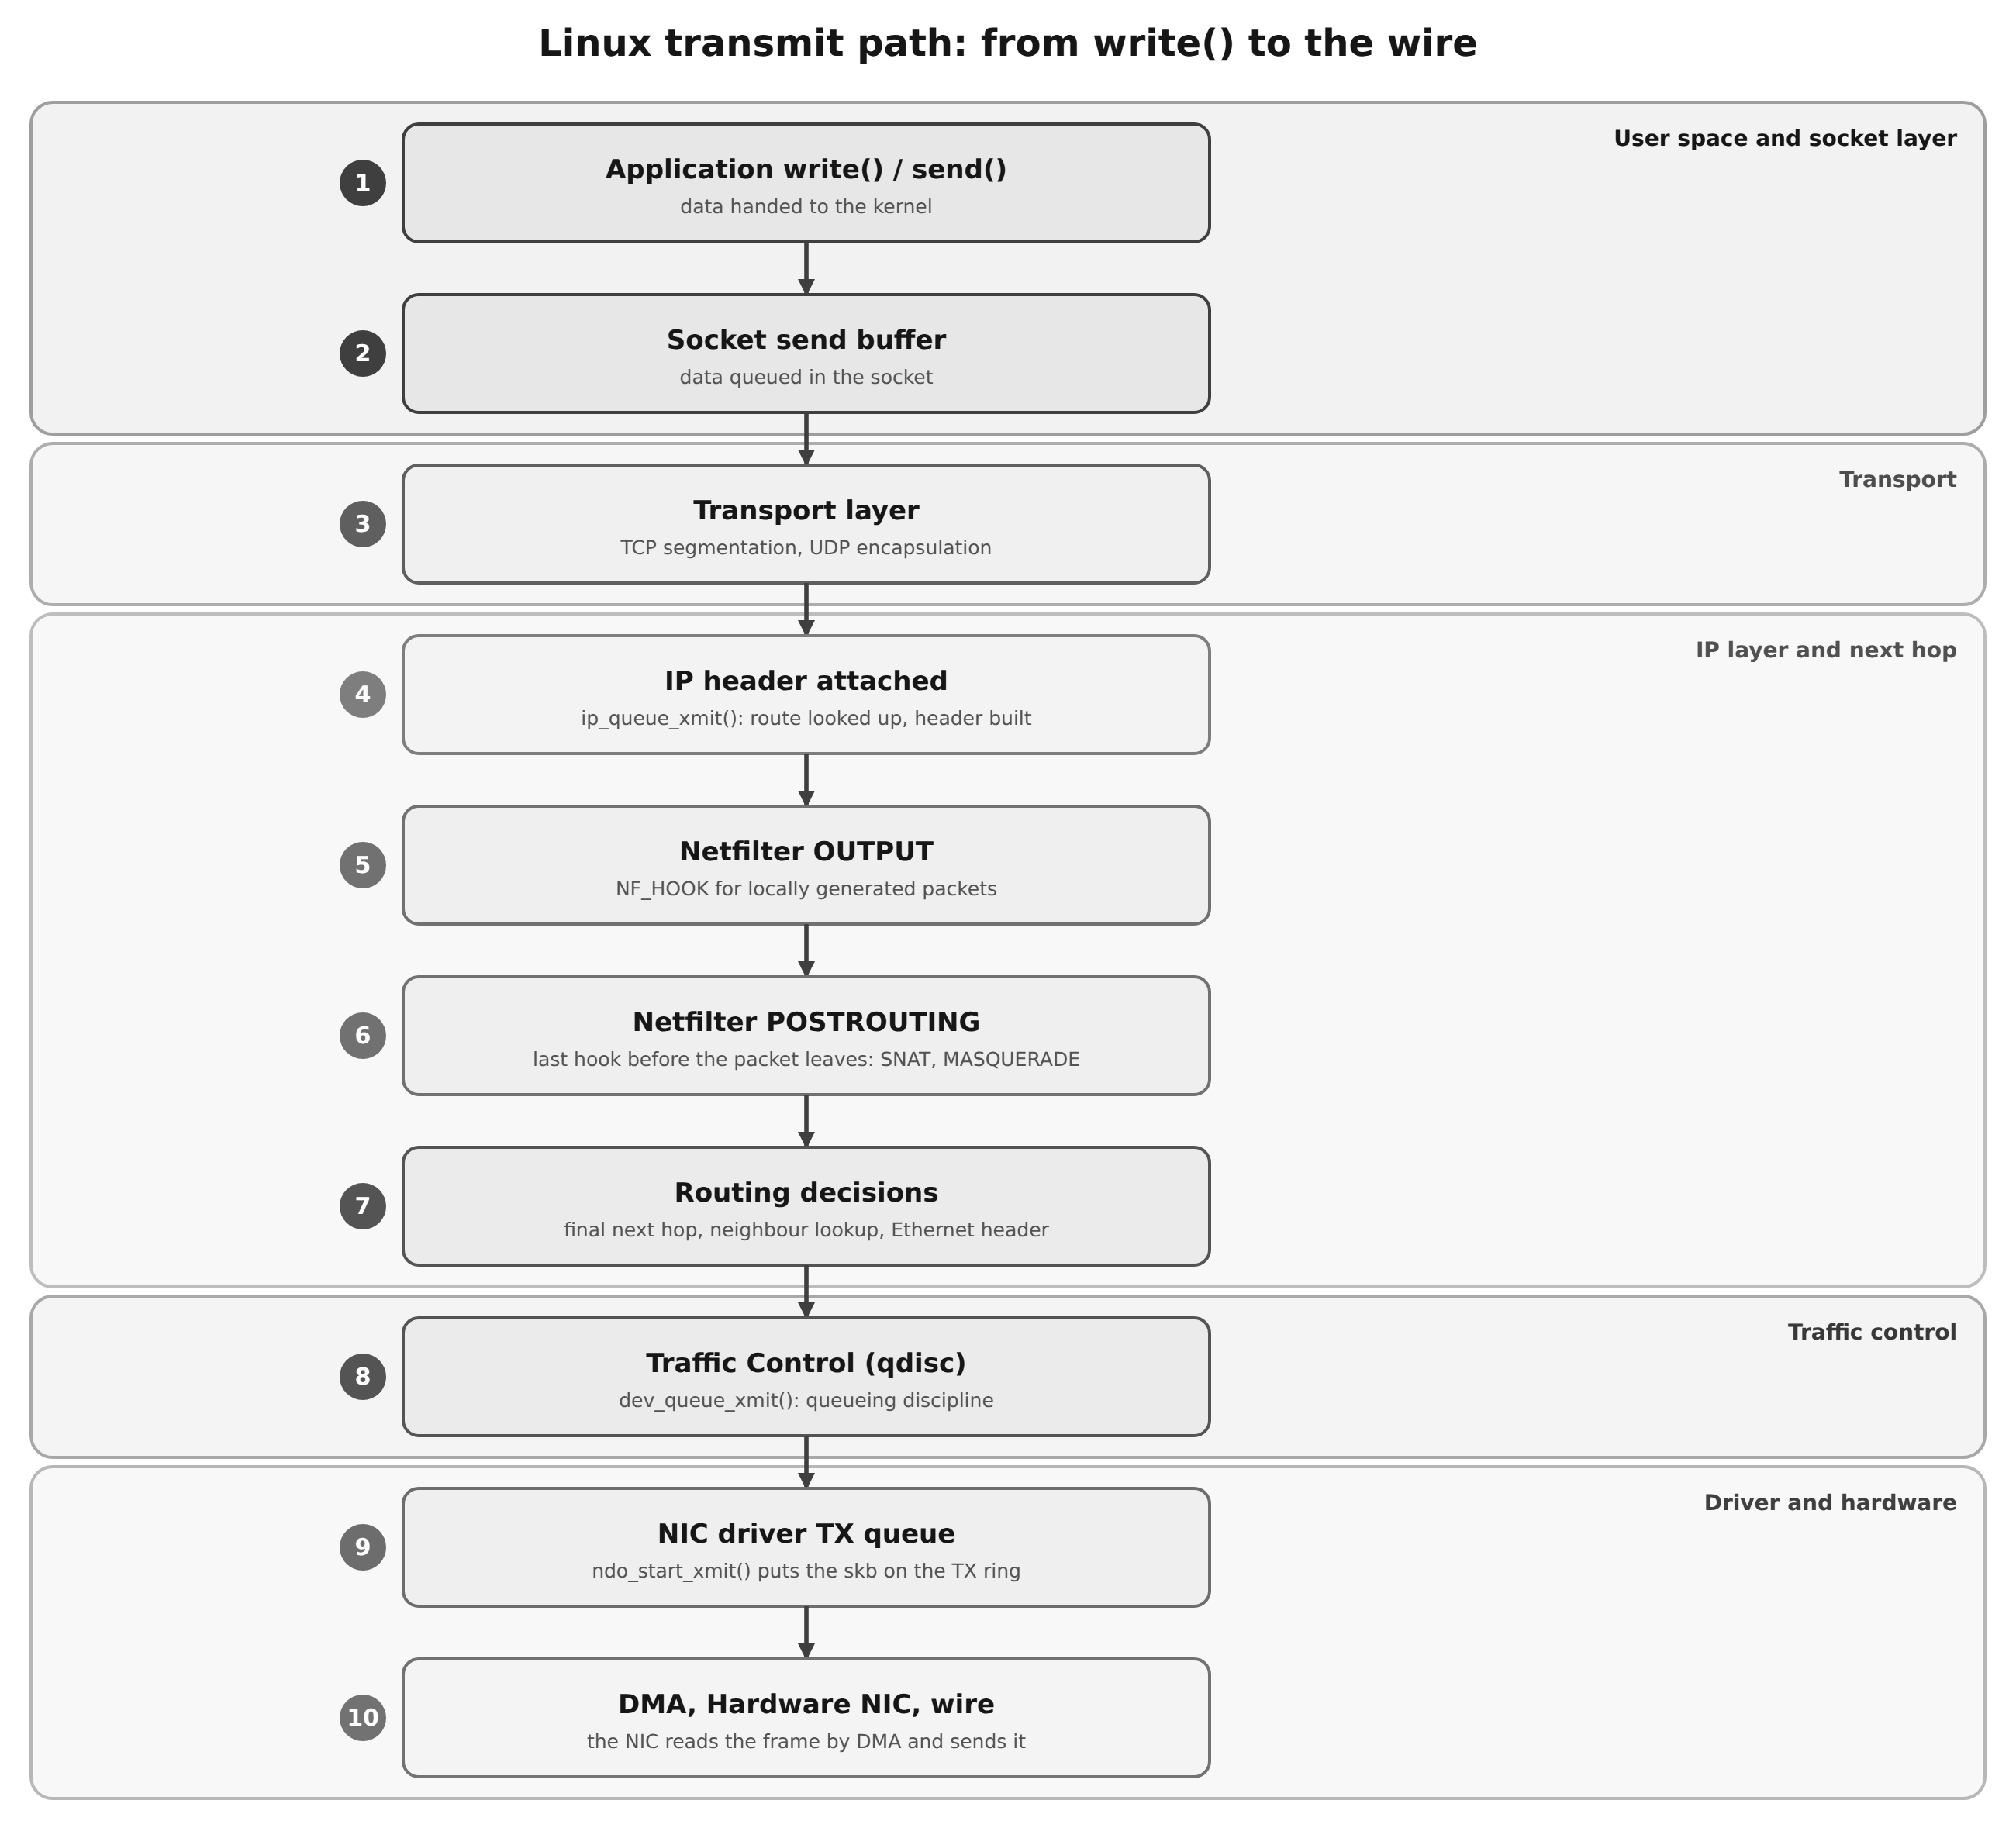 Linux transmit path: from write() to the wire
User space and socket layer
1
Application write() / send()
data handed to the kernel
2
Socket send buffer
data queued in the socket
Transport
3
Transport layer
TCP segmentation, UDP encapsulation
IP layer and next hop
4
IP header attached
ip_queue_xmit(): route looked up, header built
5
Netfilter OUTPUT
NF_HOOK for locally generated packets
6
Netfilter POSTROUTING
last hook before the packet leaves: SNAT, MASQUERADE
7
Routing decisions
final next hop, neighbour lookup, Ethernet header
Traffic control
8
Traffic Control (qdisc)
dev_queue_xmit(): queueing discipline
Driver and hardware
9
NIC driver TX queue
ndo_start_xmit() puts the skb on the TX ring
10
DMA, Hardware NIC, wire
the NIC reads the frame by DMA and sends it